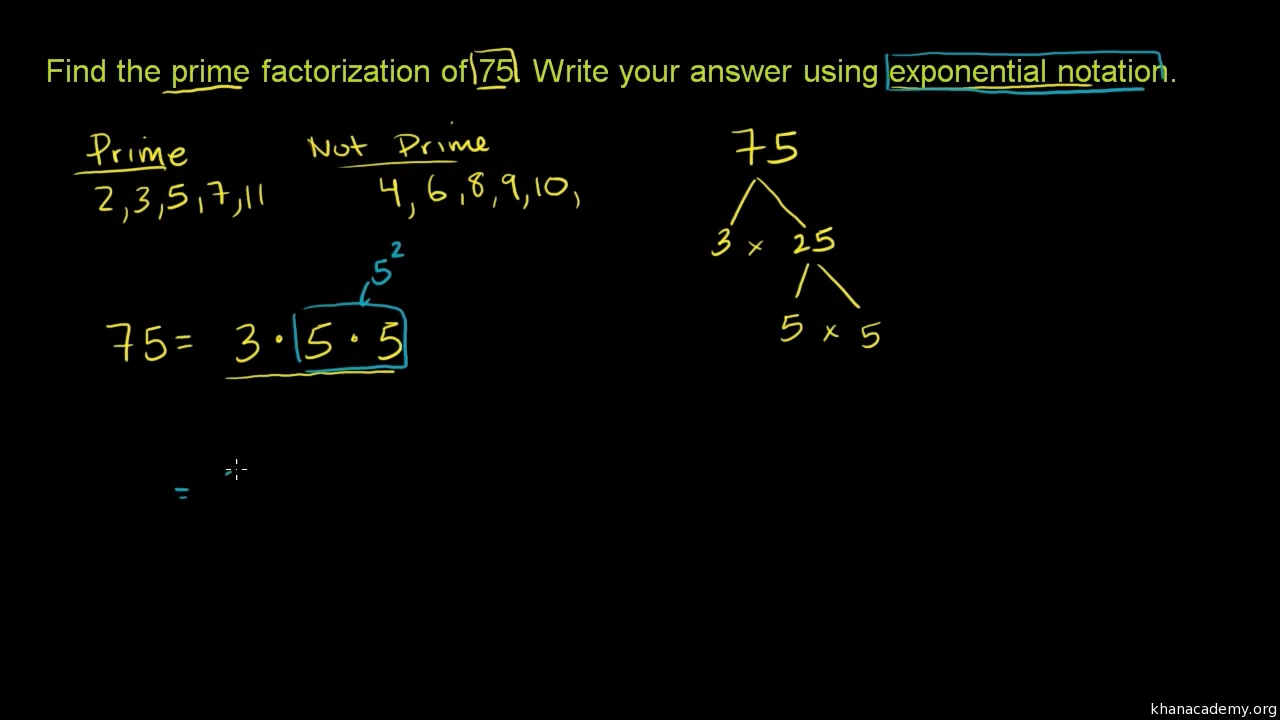 Find the prime factorization of 75. Write your answer using exponential notation.
Prime
2, 3, 5, 7, 11
Not Prime
4, 6, 8, 9, 10,
75
3 × 25
5 × 5
5²
75 = 3 · 5 · 5
=
khanacademy.org